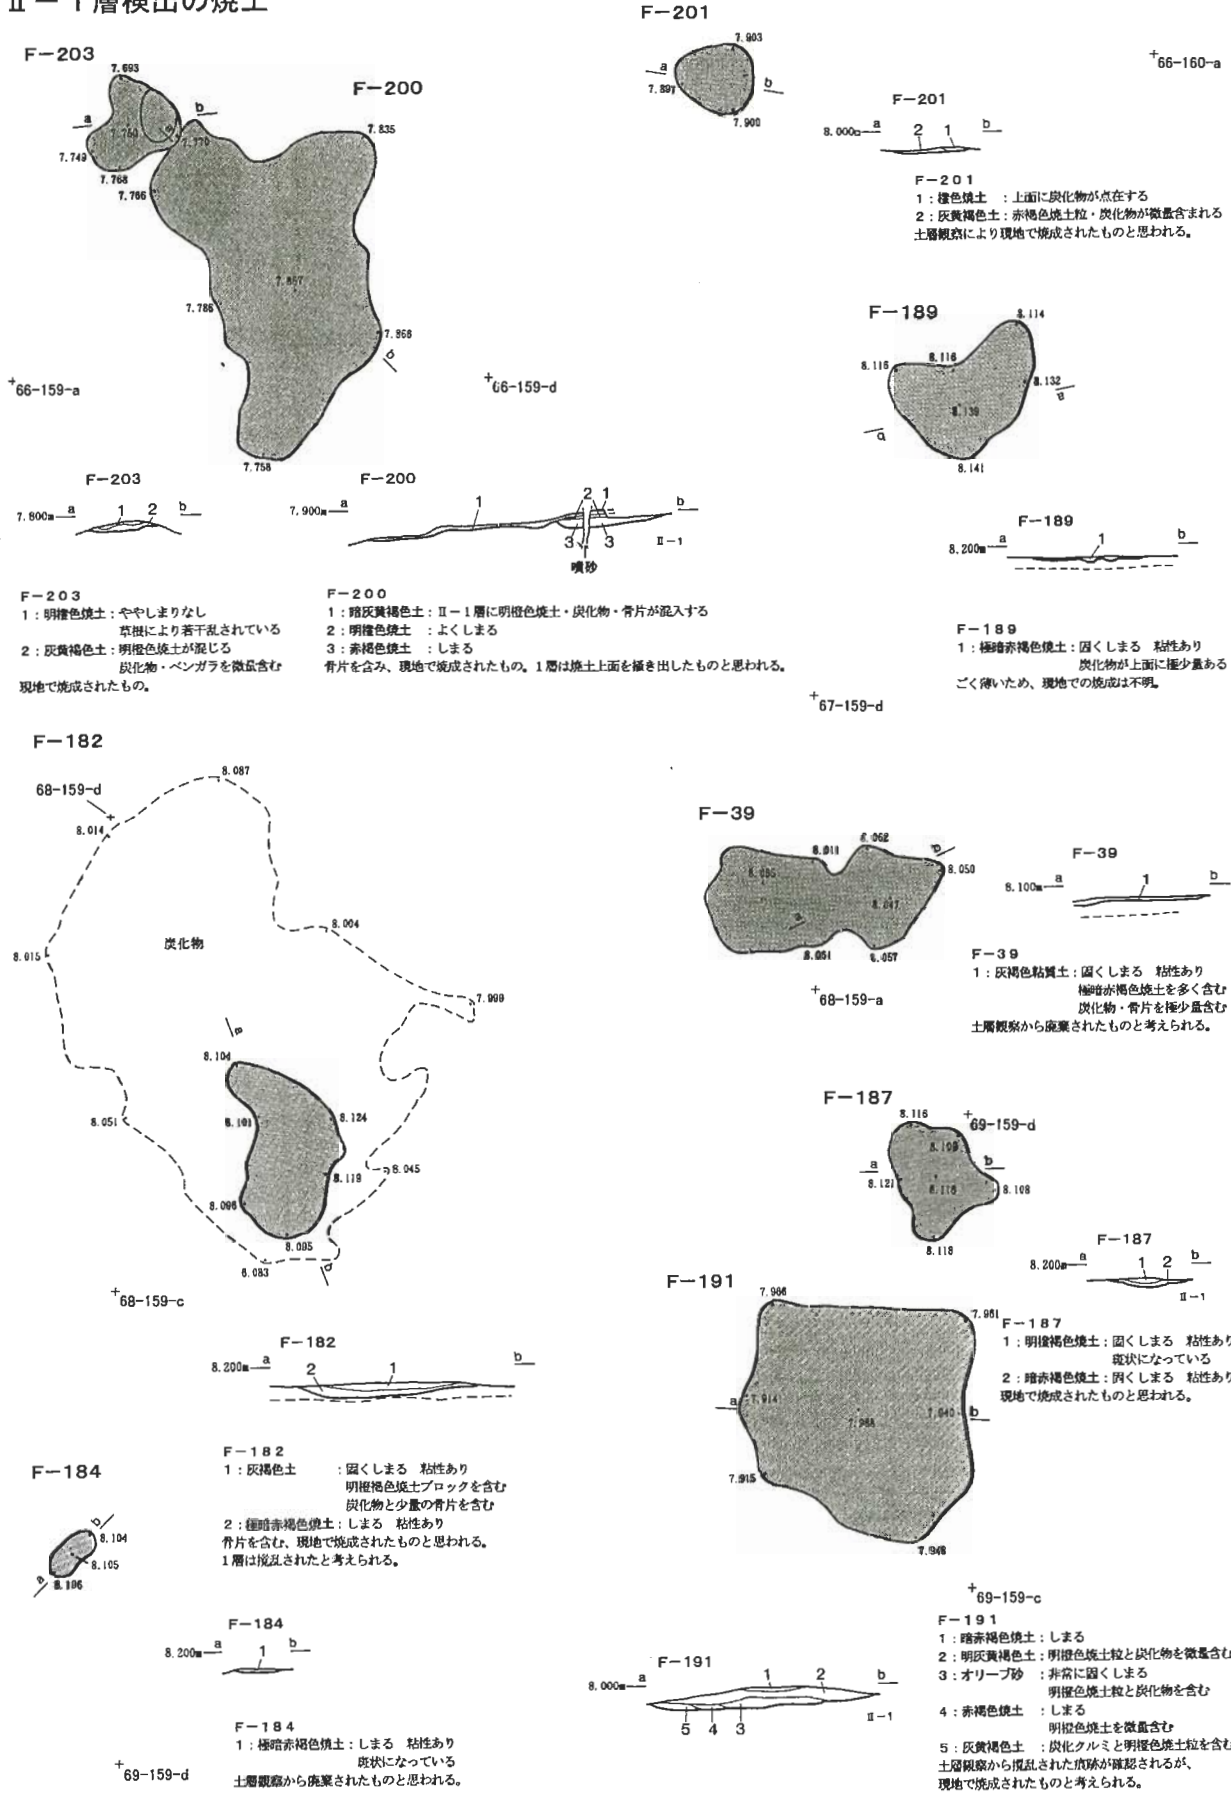 Ⅱ－1層検出の焼土
F－203
7.693
a
b
7.749
7.768
7.770
F－200
7.835
7.766
7.786
7.857
7.868
b
7.758
F－201
7.903
a
7.897
b
7.900
+66-160-a
F－201
8.000m a 2 1 b
F－201
1：橙色焼土　：上面に炭化物が点在する
2：灰黄褐色土：赤褐色焼土粒・炭化物が微量含まれる
土層観察により現地で焼成されたものと思われる。
+66-159-a
+66-159-d
F－189
8.114
8.116
8.132
8.139
8.141
F－203
7.800m a 1 2 b
F－200
7.900m a 1 2 1 b
3 3 Ⅱ-1
噴砂
F－189
8.200m a 1 b
F－203
1：明橙色焼土：ややしまりなし
草根により若干乱されている
2：灰黄褐色土：明橙色焼土が混じる
炭化物・ベンガラを微量含む
現地で焼成されたもの。
F－200
1：暗灰黄褐色土：Ⅱ－1層に明橙色焼土・炭化物・骨片が混入する
2：明橙色焼土　：よくしまる
3：赤褐色焼土　：しまる
骨片を含み、現地で焼成されたもの。1層は焼土上面を掻き出したものと思われる。
F－189
1：極暗赤褐色焼土：固くしまる　粘性あり
炭化物が上面に極少量ある
ごく薄いため、現地での焼成は不明。
+67-159-d
F－182
68-159-d
8.087
8.014
炭化物
8.004
8.015
7.999
a
8.104
8.101
8.124
8.051
8.119
8.045
8.096
8.095
8.083
b
+68-159-c
F－39
8.011
8.062
b
8.050
a
8.051
8.057
+68-159-a
F－39
8.100m a 1 b
F－39
1：灰褐色粘質土：固くしまる　粘性あり
極暗赤褐色焼土を多く含む
炭化物・骨片を極少量含む
土層観察から廃棄されたものと考えられる。
F－187
8.116
+69-159-d
8.109
a
b
8.121
8.116
8.108
8.118
F－187
8.200m a 1 2 b
Ⅱ-1
F－187
1：明橙褐色焼土：固くしまる　粘性あり
斑状になっている
2：暗赤褐色焼土：固くしまる　粘性あり
現地で焼成されたものと思われる。
F－182
8.200m a 2 1 b
F－182
1：灰褐色土　：固くしまる　粘性あり
明橙褐色焼土ブロックを含む
炭化物と少量の骨片を含む
2：極暗赤褐色焼土：しまる　粘性あり
骨片を含む、現地で焼成されたものと思われる。
1層は撹乱されたと考えられる。
F－191
7.966
7.961
a
7.914
7.968
7.940
b
7.915
7.948
+69-159-c
F－184
b
8.104
8.105
a
8.106
F－184
8.200m a 1 b
F－184
1：極暗赤褐色焼土：しまる　粘性あり
斑状になっている
土層観察から廃棄されたものと思われる。
+69-159-d
F－191
8.000m a 1 2 b
5 4 3 Ⅱ-1
F－191
1：暗赤褐色焼土：しまる
2：明灰黄褐色土：明橙色焼土粒と炭化物を微量含む
3：オリーブ砂　：非常に固くしまる
明橙色焼土粒と炭化物を含む
4：赤褐色焼土　：しまる
明橙色焼土を微量含む
5：灰黄褐色土　：炭化クルミと明橙色焼土粒を含む
土層観察から撹乱された痕跡が確認されるが、
現地で焼成されたものと考えられる。